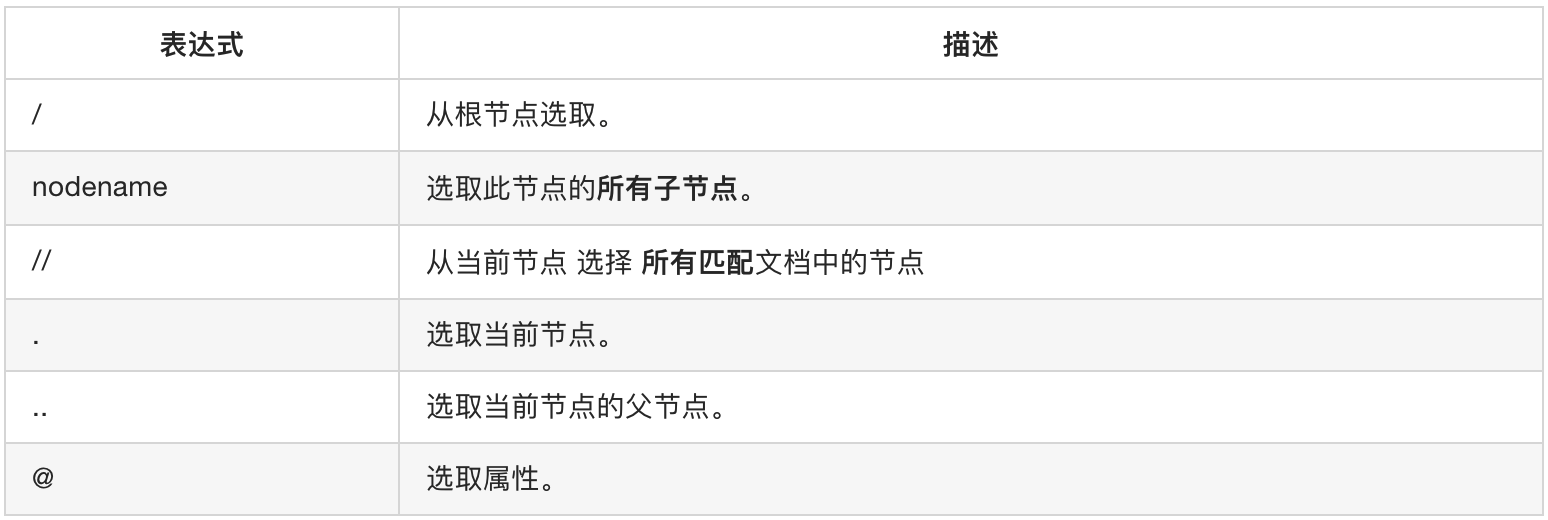 表达式 描述
/ 从根节点选取。
nodename 选取此节点的所有子节点。
// 从当前节点 选择 所有匹配文档中的节点
. 选取当前节点。
.. 选取当前节点的父节点。
@ 选取属性。